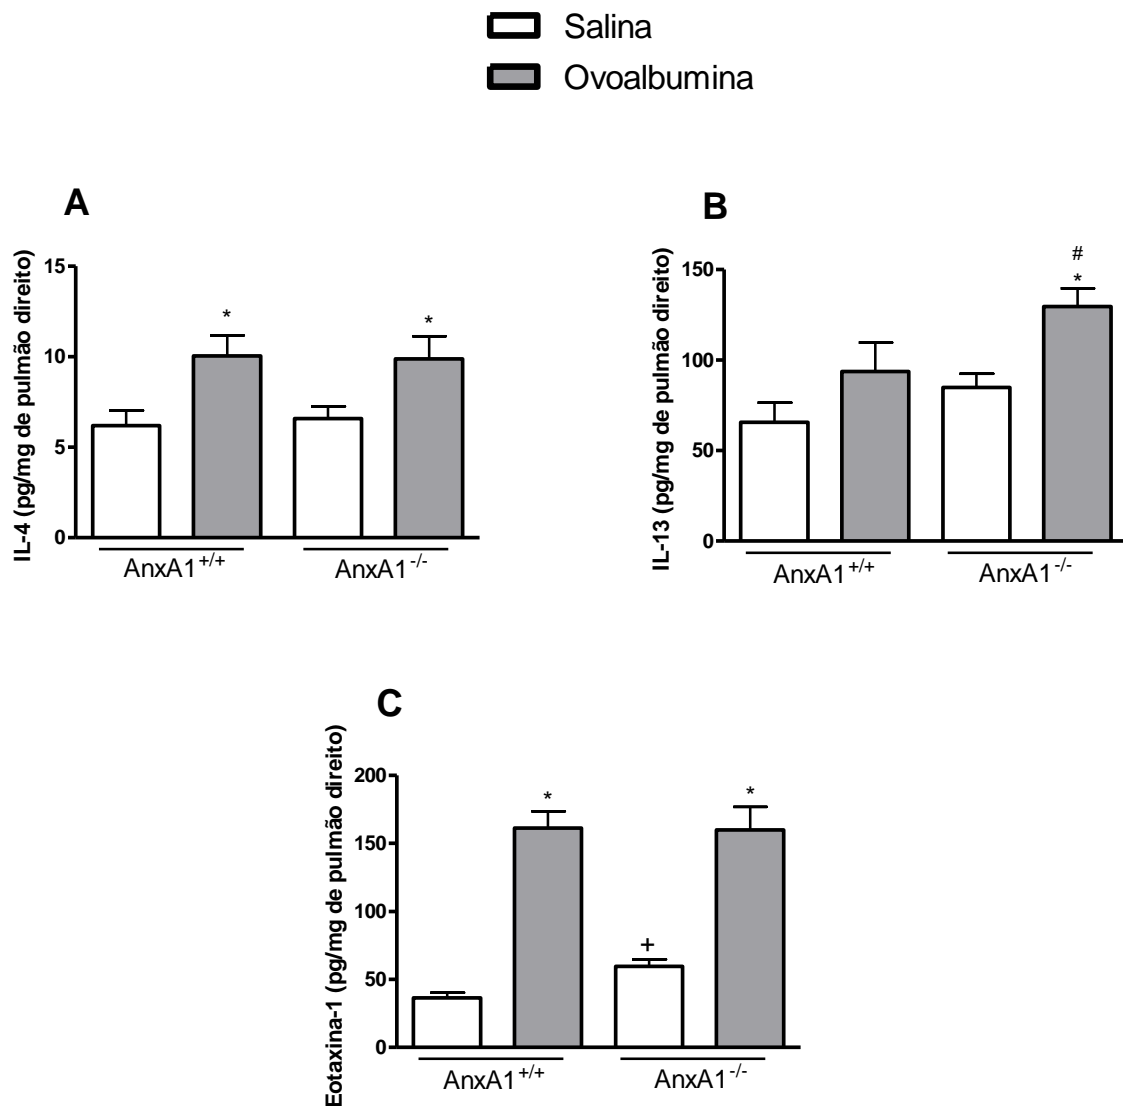 Salina
Ovoalbumina
A
IL-4 (pg/mg de pulmão direito)
15
10
5
0
*
*
AnxA1+/+
AnxA1-/-
B
IL-13 (pg/mg de pulmão direito)
150
100
50
0
#
*
AnxA1+/+
AnxA1-/-
C
Eotaxina-1 (pg/mg de pulmão direito)
200
150
100
50
0
*
+
*
AnxA1+/+
AnxA1-/-